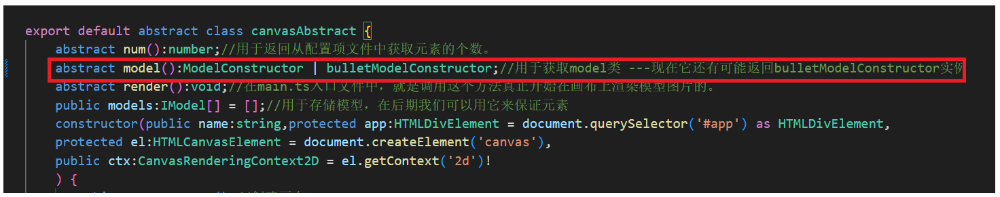 export default abstract class canvasAbstract {
abstract num():number;//用于返回从配置项文件中获取元素的个数。
abstract model():ModelConstructor | bulletModelConstructor;//用于获取model类 ---现在它还有可能返回bulletModelConstructor实例
abstract render():void;//在main.ts入口文件中，就是调用这个方法真正开始在画布上渲染模型图片的。
public models:IModel[] = [];//用于存储模型，在后期我们可以用它来保证元素
constructor(public name:string,protected app:HTMLDivElement = document.querySelector('#app') as HTMLDivElement,
protected el:HTMLCanvasElement = document.createElement('canvas'),
public ctx:CanvasRenderingContext2D = el.getContext('2d')!
) {